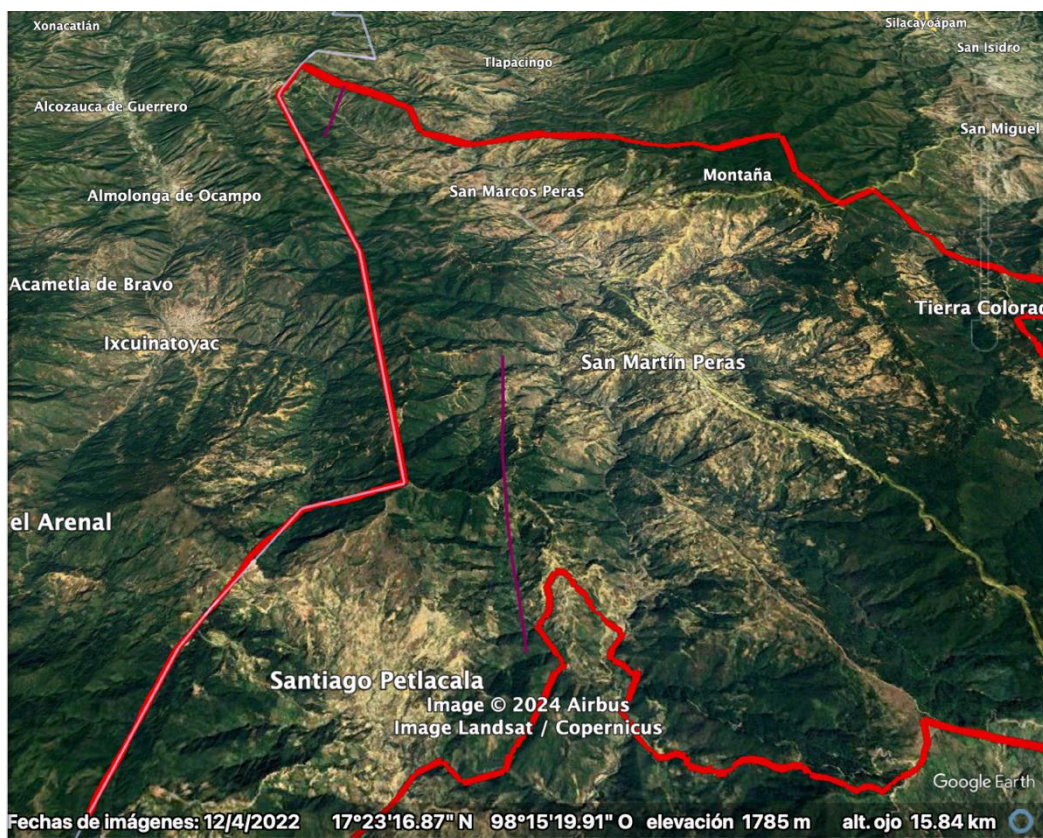 Xonacatlán
Silacayoápam
San Isidro
Tlapacingo
Alcozauca de Guerrero
San Miguel
Montaña
San Marcos Peras
Almolonga de Ocampo
Acametla de Bravo
Tierra Colorad
Ixcuinatoyac
San Martín Peras
el Arenal
Santiago Petlacala
Image © 2024 Airbus
Image Landsat / Copernicus
Google Earth
Fechas de imágenes: 12/4/2022 17°23'16.87" N 98°15'19.91" O elevación 1785 m alt. ojo 15.84 km